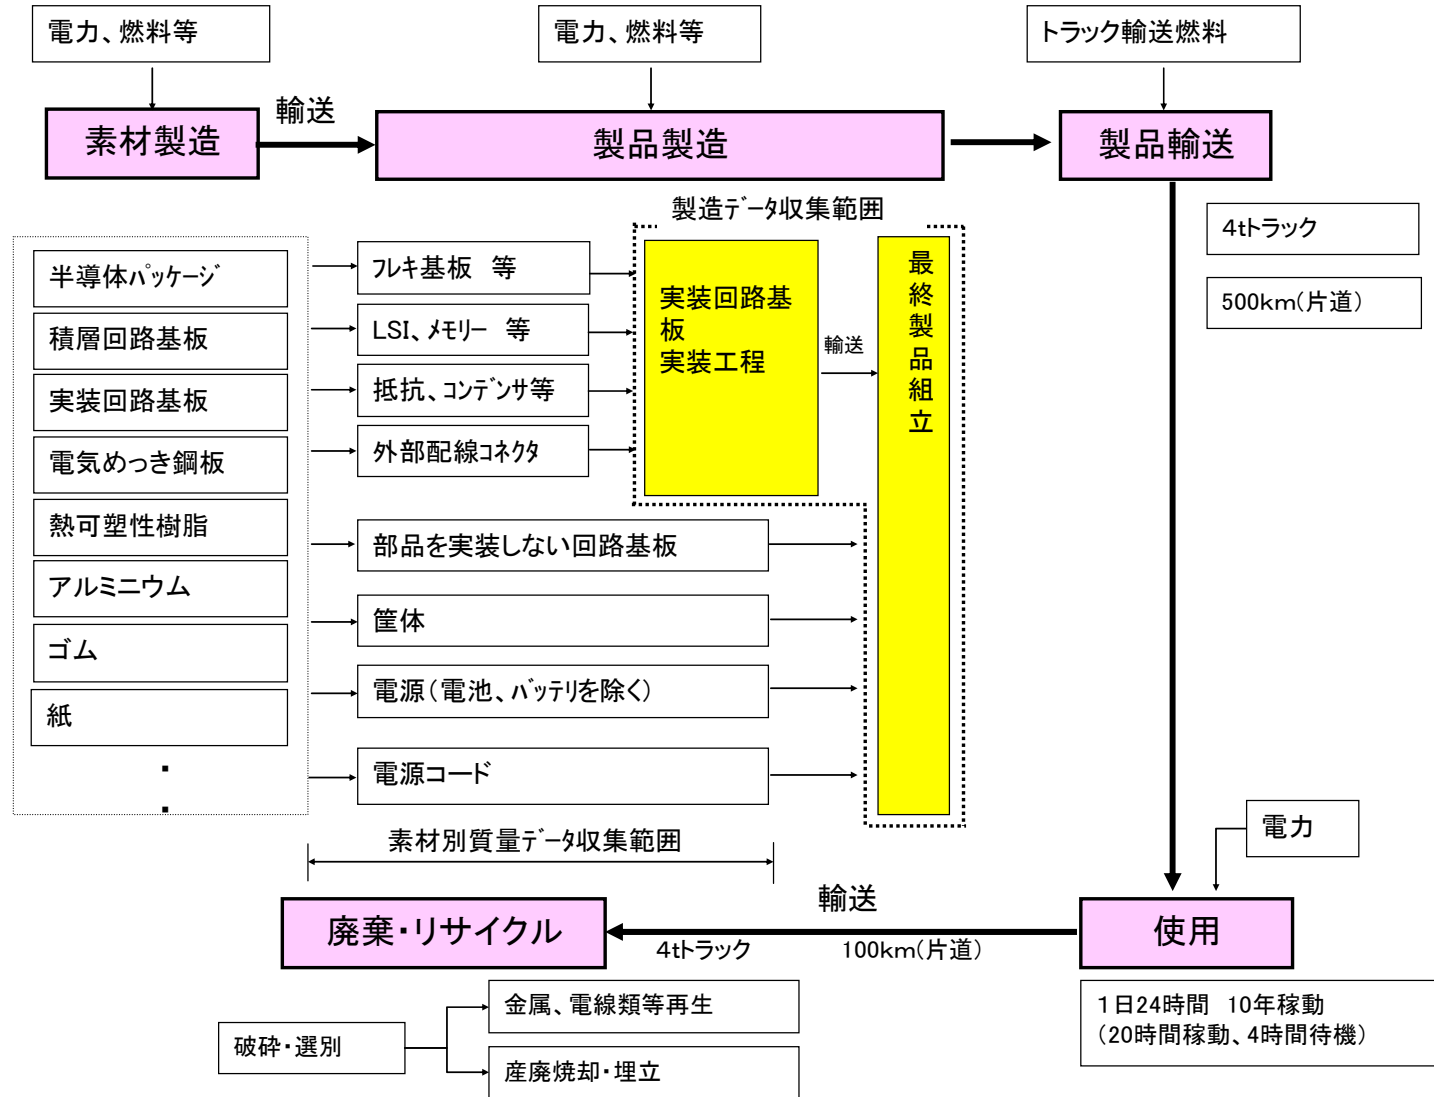 電力、燃料等
電力、燃料等
トラック輸送燃料
素材製造
輸送
製品製造
製品輸送
製造ﾃﾞｰﾀ収集範囲
4tトラック
500km(片道)
半導体ﾊﾟｯｹｰｼﾞ
積層回路基板
実装回路基板
電気めっき鋼板
熱可塑性樹脂
アルミニウム
ゴム
紙
・
・
ﾌﾚｷ基板　等
LSI、ﾒﾓﾘｰ　等
抵抗、ｺﾝﾃﾞﾝｻ等
外部配線ｺﾈｸﾀ
部品を実装しない回路基板
筐体
電源（電池、ﾊﾞｯﾃﾘを除く）
電源コード
実装回路基
板
実装工程
輸送
最終製品組立
素材別質量ﾃﾞｰﾀ収集範囲
電力
廃棄・リサイクル
輸送
4tトラック
100km(片道)
使用
1日24時間　10年稼動
(20時間稼動、4時間待機)
破砕・選別
金属、電線類等再生
産廃焼却・埋立